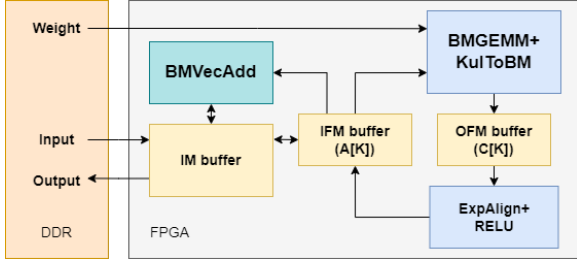 Weight
BMGEMM+
KulToBM
BMVecAdd
Input
IM buffer
IFM buffer
(A[K])
OFM buffer
(C[K])
Output
ExpAlign+
RELU
DDR
FPGA